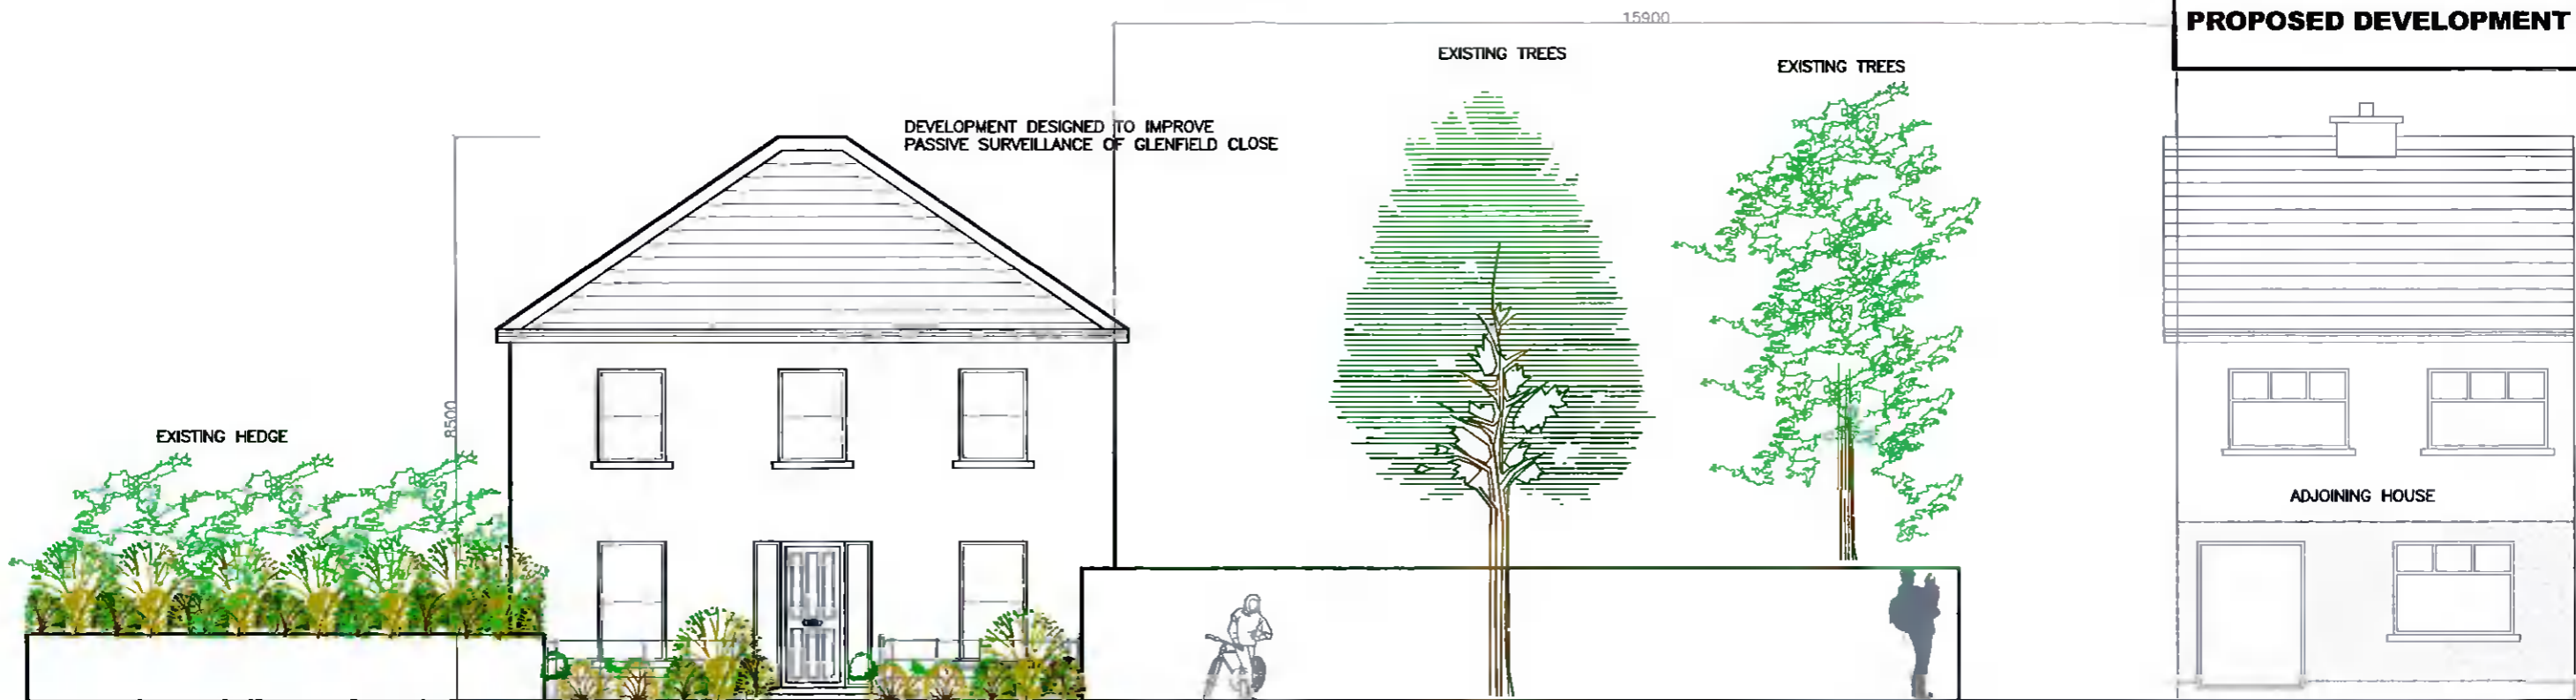 15900
PROPOSED DEVELOPMENT
EXISTING TREES
EXISTING TREES
DEVELOPMENT DESIGNED TO IMPROVE
PASSIVE SURVEILLANCE OF GLENFIELD CLOSE
8500
EXISTING HEDGE
ADJOINING HOUSE